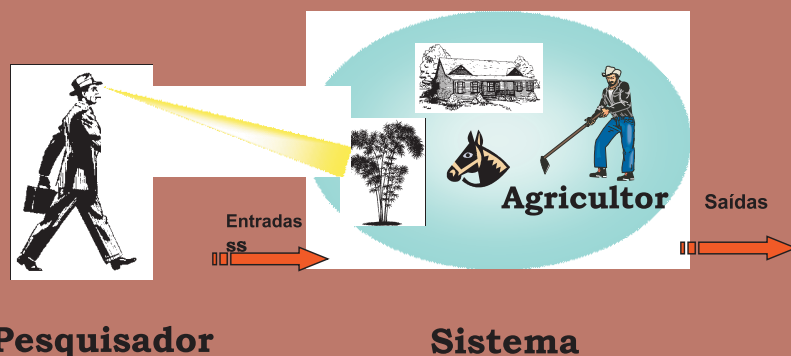 Agricultor
Saídas
Entradas
ss
Pesquisador
Sistema